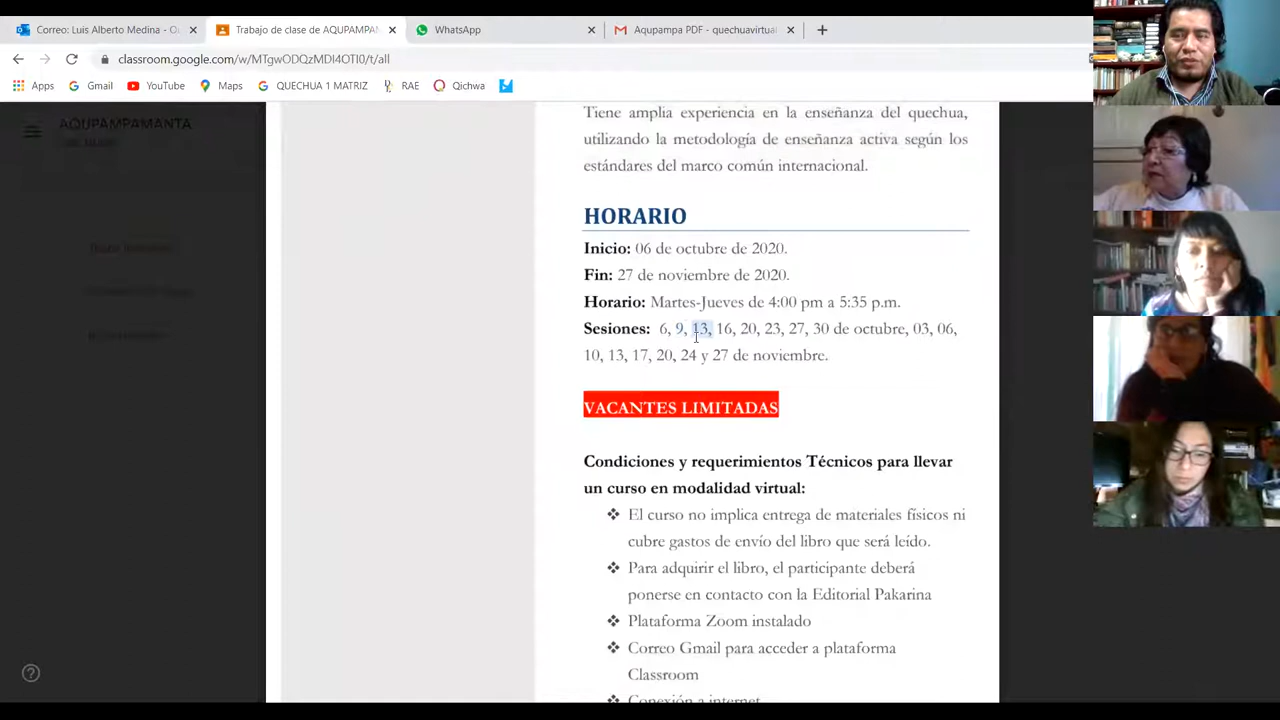 Correo: Luis Alberto Medina - Ou
Trabajo de clase de AQUPAMPAN
WhatsApp
Aqupampa PDF - quechuavirtual
classroom.google.com/w/MTgwODQzMDI4OTI0/t/all
Apps Gmail YouTube Maps QUECHUA 1 MATRIZ RAE Qichwa
AQUPAMPAMANTA
Tiene amplia experiencia en la enseñanza del quechua,
utilizando la metodología de enseñanza activa según los
estándares del marco común internacional.
HORARIO
Inicio: 06 de octubre de 2020.
Fin: 27 de noviembre de 2020.
Horario: Martes-Jueves de 4:00 pm a 5:35 p.m.
Sesiones: 6, 9, 13, 16, 20, 23, 27, 30 de octubre, 03, 06,
10, 13, 17, 20, 24 y 27 de noviembre.
VACANTES LIMITADAS
Condiciones y requerimientos Técnicos para llevar
un curso en modalidad virtual:
❖ El curso no implica entrega de materiales físicos ni
cubre gastos de envío del libro que será leído.
❖ Para adquirir el libro, el participante deberá
ponerse en contacto con la Editorial Pakarina
❖ Plataforma Zoom instalado
❖ Correo Gmail para acceder a plataforma
Classroom
❖ Conexión a internet